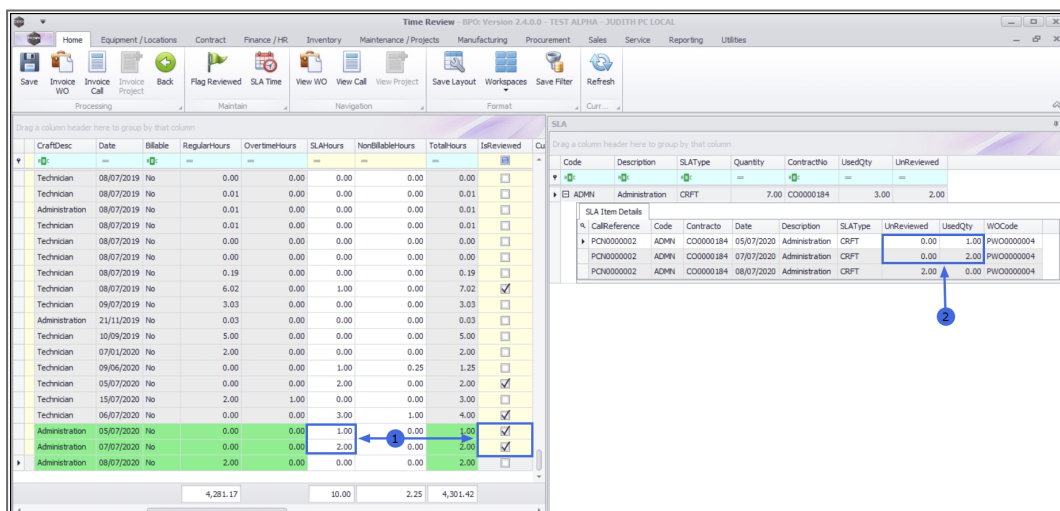 Time Review - BPO: Version 2.4.0.0 - TEST ALPHA - JUDITH PC LOCAL
Home Equipment / Locations Contract Finance / HR Inventory Maintenance / Projects Manufacturing Procurement Sales Service Reporting Utilities
Save Invoice WO Invoice Call Invoice Project Back Flag Reviewed SLA Time View WO View Call View Project Save Layout Workspaces Save Filter Refresh
Processing Maintain Navigation Format Curr...
Drag a column header here to group by that column
CraftDesc Date Billable RegularHours OvertimeHours SLAHours NonBillableHours TotalHours IsReviewed Cu
= = = = = =
Technician 08/07/2019 No 0.00 0.00 0.00 0.00 0.00
Technician 08/07/2019 No 0.01 0.00 0.00 0.00 0.01
Administration 08/07/2019 No 0.01 0.00 0.00 0.00 0.01
Technician 08/07/2019 No 0.01 0.00 0.00 0.00 0.01
Technician 08/07/2019 No 0.00 0.00 0.00 0.00 0.00
Technician 08/07/2019 No 0.00 0.00 0.00 0.00 0.00
Technician 08/07/2019 No 0.19 0.00 0.00 0.00 0.19
Technician 08/07/2019 No 6.02 0.00 1.00 0.00 7.02
Technician 09/07/2019 No 3.03 0.00 0.00 0.00 3.03
Administration 21/11/2019 No 0.03 0.00 0.00 0.00 0.03
Technician 10/09/2019 No 5.00 0.00 0.00 0.00 5.00
Technician 07/01/2020 No 2.00 0.00 0.00 0.00 2.00
Technician 09/06/2020 No 0.00 0.00 1.00 0.25 1.25
Technician 05/07/2020 No 0.00 0.00 2.00 0.00 2.00
Technician 15/07/2020 No 2.00 1.00 0.00 0.00 3.00
Technician 06/07/2020 No 0.00 0.00 3.00 1.00 4.00
Administration 05/07/2020 No 0.00 0.00 1.00 0.00 1.00
1
Administration 07/07/2020 No 0.00 0.00 2.00 0.00 2.00
Administration 08/07/2020 No 2.00 0.00 0.00 0.00 2.00
4,281.17 10.00 2.25 4,301.42
SLA
Drag a column header here to group by that column
Code Description SLAType Quantity ContractNo UsedQty UnReviewed
= = =
ADMN Administration CRFT 7.00 CO0000184 3.00 2.00
SLA Item Details
CallReference Code Contracto Date Description SLAType UnReviewed UsedQty WOCode
PCN0000002 ADMN CO0000184 05/07/2020 Administration CRFT 0.00 1.00 PWO0000004
PCN0000002 ADMN CO0000184 07/07/2020 Administration CRFT 0.00 2.00 PWO0000004
PCN0000002 ADMN CO0000184 08/07/2020 Administration CRFT 2.00 0.00 PWO0000004
2